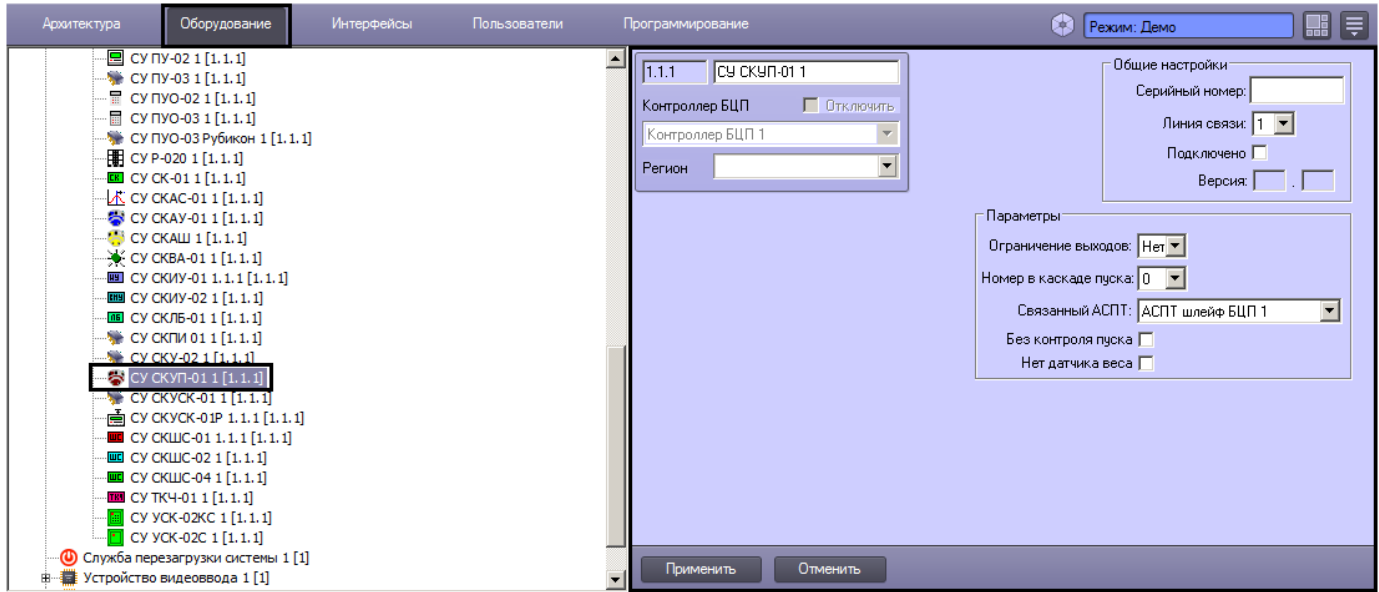 Архитектура Оборудование Интерфейсы Пользователи Программирование Режим: Демо
СУ ПУ-02 1 [1.1.1]
СУ ПУ-03 1 [1.1.1]
СУ ПУО-02 1 [1.1.1]
СУ ПУО-03 1 [1.1.1]
СУ ПУО-03 Рубикон 1 [1.1.1]
СУ Р-020 1 [1.1.1]
СУ СК-01 1 [1.1.1]
СУ СКАС-01 1 [1.1.1]
СУ СКАУ-01 1 [1.1.1]
СУ СКАШ 1 [1.1.1]
СУ СКВА-01 1 [1.1.1]
СУ СКИУ-01 1.1.1 [1.1.1]
СУ СКИУ-02 1 [1.1.1]
СУ СКЛБ-01 1 [1.1.1]
СУ СКПИ 01 1 [1.1.1]
СУ СКУ-02 1 [1.1.1]
СУ СКУП-01 1 [1.1.1]
СУ СКУСК-01 1 [1.1.1]
СУ СКУСК-01Р 1.1.1 [1.1.1]
СУ СКШС-01 1.1.1 [1.1.1]
СУ СКШС-02 1 [1.1.1]
СУ СКШС-04 1 [1.1.1]
СУ ТКЧ-01 1 [1.1.1]
СУ УСК-02КС 1 [1.1.1]
СУ УСК-02С 1 [1.1.1]
Служба перезагрузки системы 1 [1]
Устройство видеоввода 1 [1]
1.1.1 СУ СКУП-01 1
Контроллер БЦП Отключить
Контроллер БЦП 1
Регион
Общие настройки
Серийный номер:
Линия связи: 1
Подключено
Версия: .
Параметры
Ограничение выходов: Нет
Номер в каскаде пуска: 0
Связанный АСПТ: АСПТ шлейф БЦП 1
Без контроля пуска
Нет датчика веса
Применить Отменить